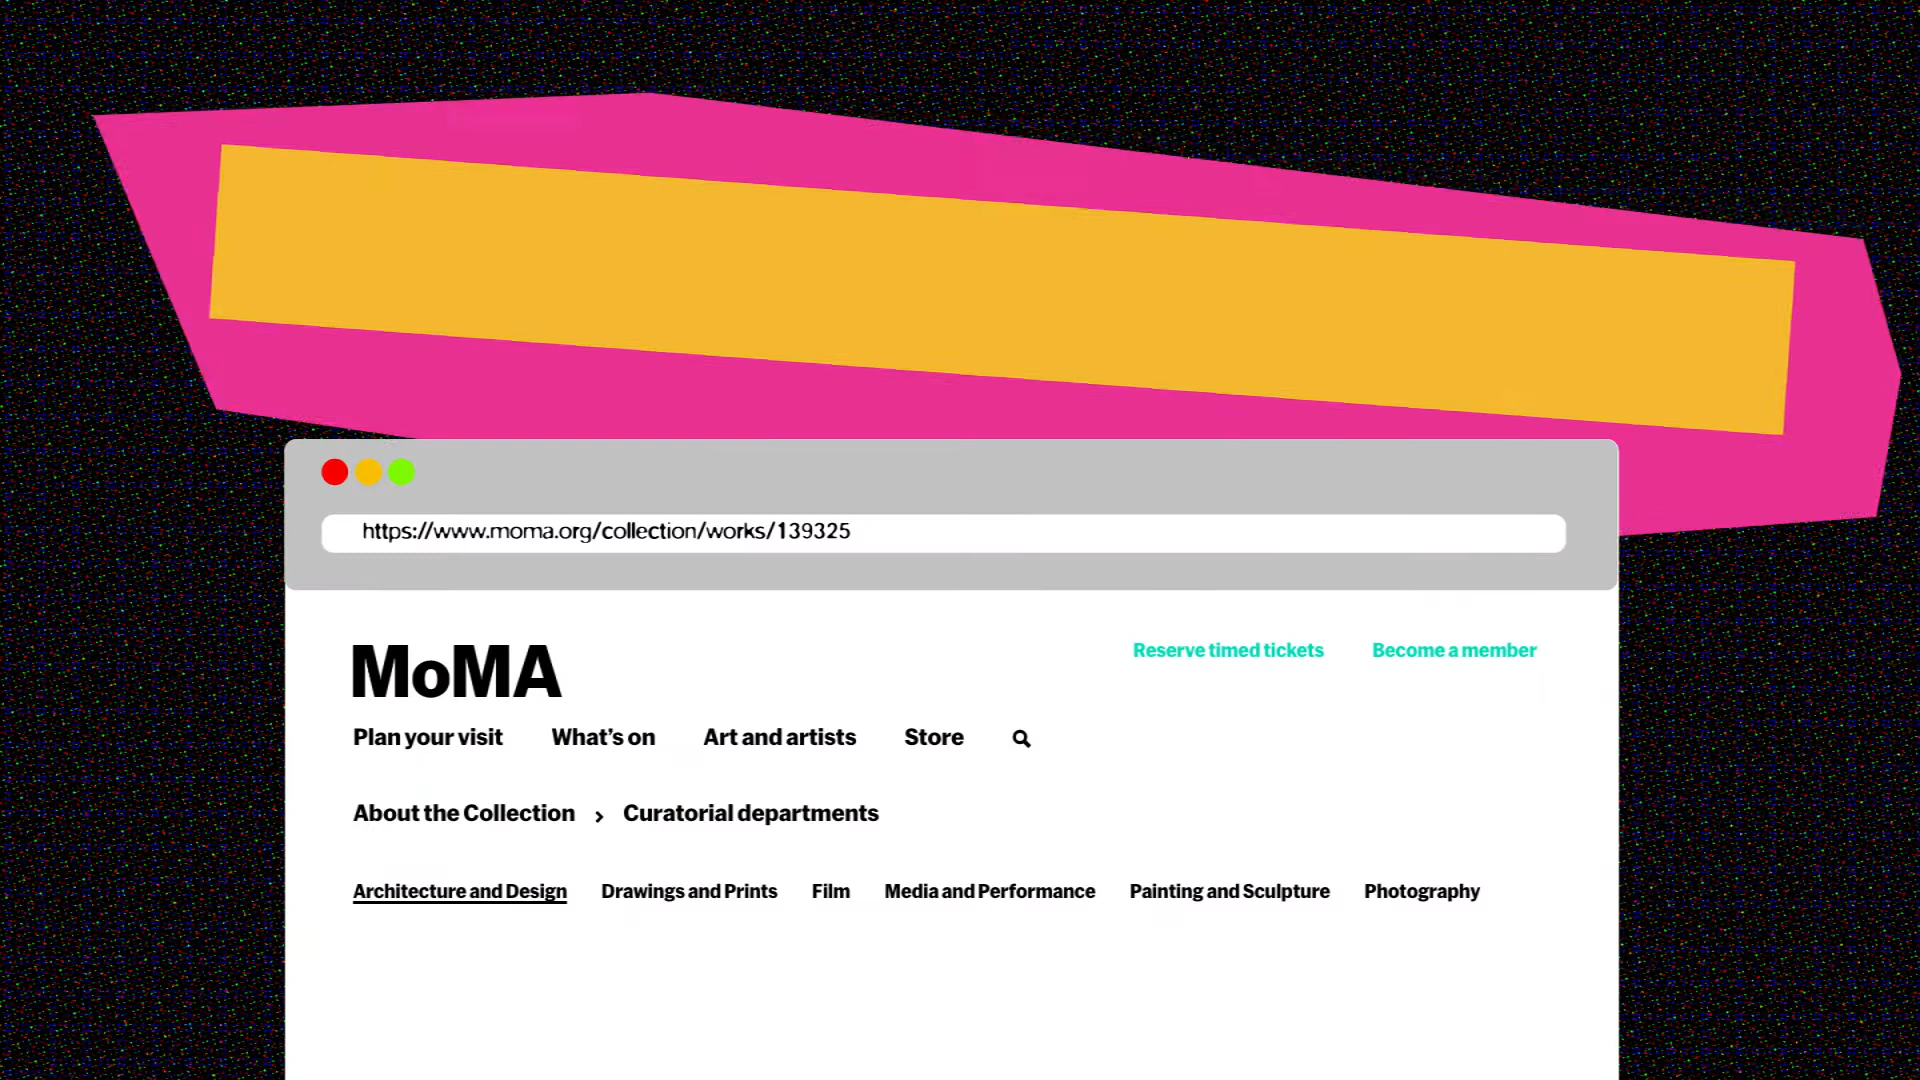 https://www.moma.org/collection/works/139325
MoMA
Reserve timed tickets Become a member
Plan your visit What's on Art and artists Store
About the Collection › Curatorial departments
Architecture and Design Drawings and Prints Film Media and Performance Painting and Sculpture Photography